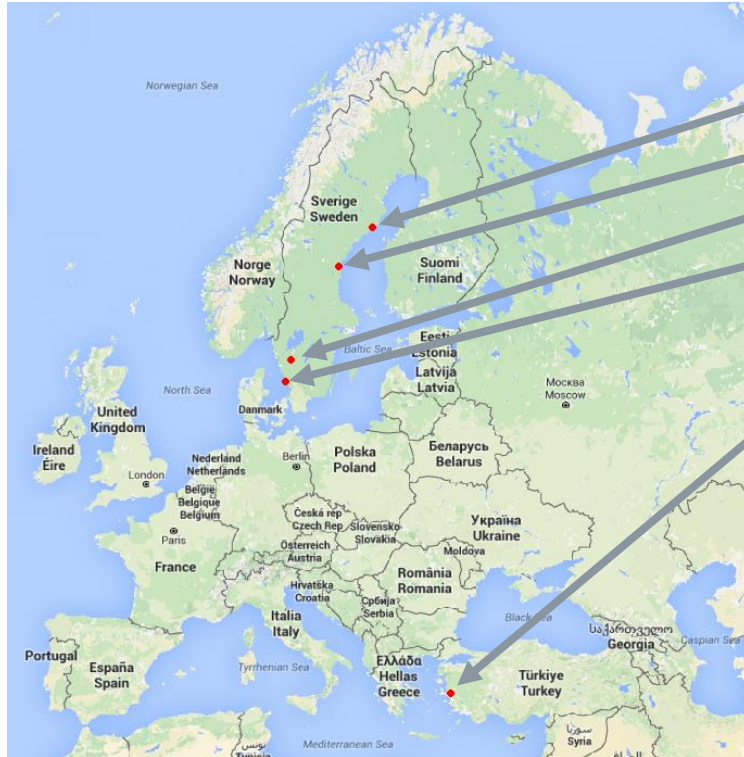 Norwegian Sea
Sverige
Sweden
Norge
Norway
Suomi
Finland
Baltic Sea
Eesti
Estonia
Latvija
Latvia
North Sea
Danmark
Москва
Moscow
United
Kingdom
Ireland
Éire
London
Nederland
Netherlands
Berlin
Polska
Poland
Беларусь
Belarus
België
Belgique
Belgium
Paris
Česká rep
Czech Rep
Slovensko
Slovakia
Україна
Ukraine
Österreich
Austria
Moldova
France
Hrvatska
Croatia
România
Romania
Србија
Serbia
Italia
Italy
Black Sea
საქართველო
Georgia
Caspian Sea
Portugal
España
Spain
Tyrrhenian Sea
Ελλάδα
Hellas
Greece
Türkiye
Turkey
تونس
Tunisia
Mediterranean Sea
سوريا
Syria